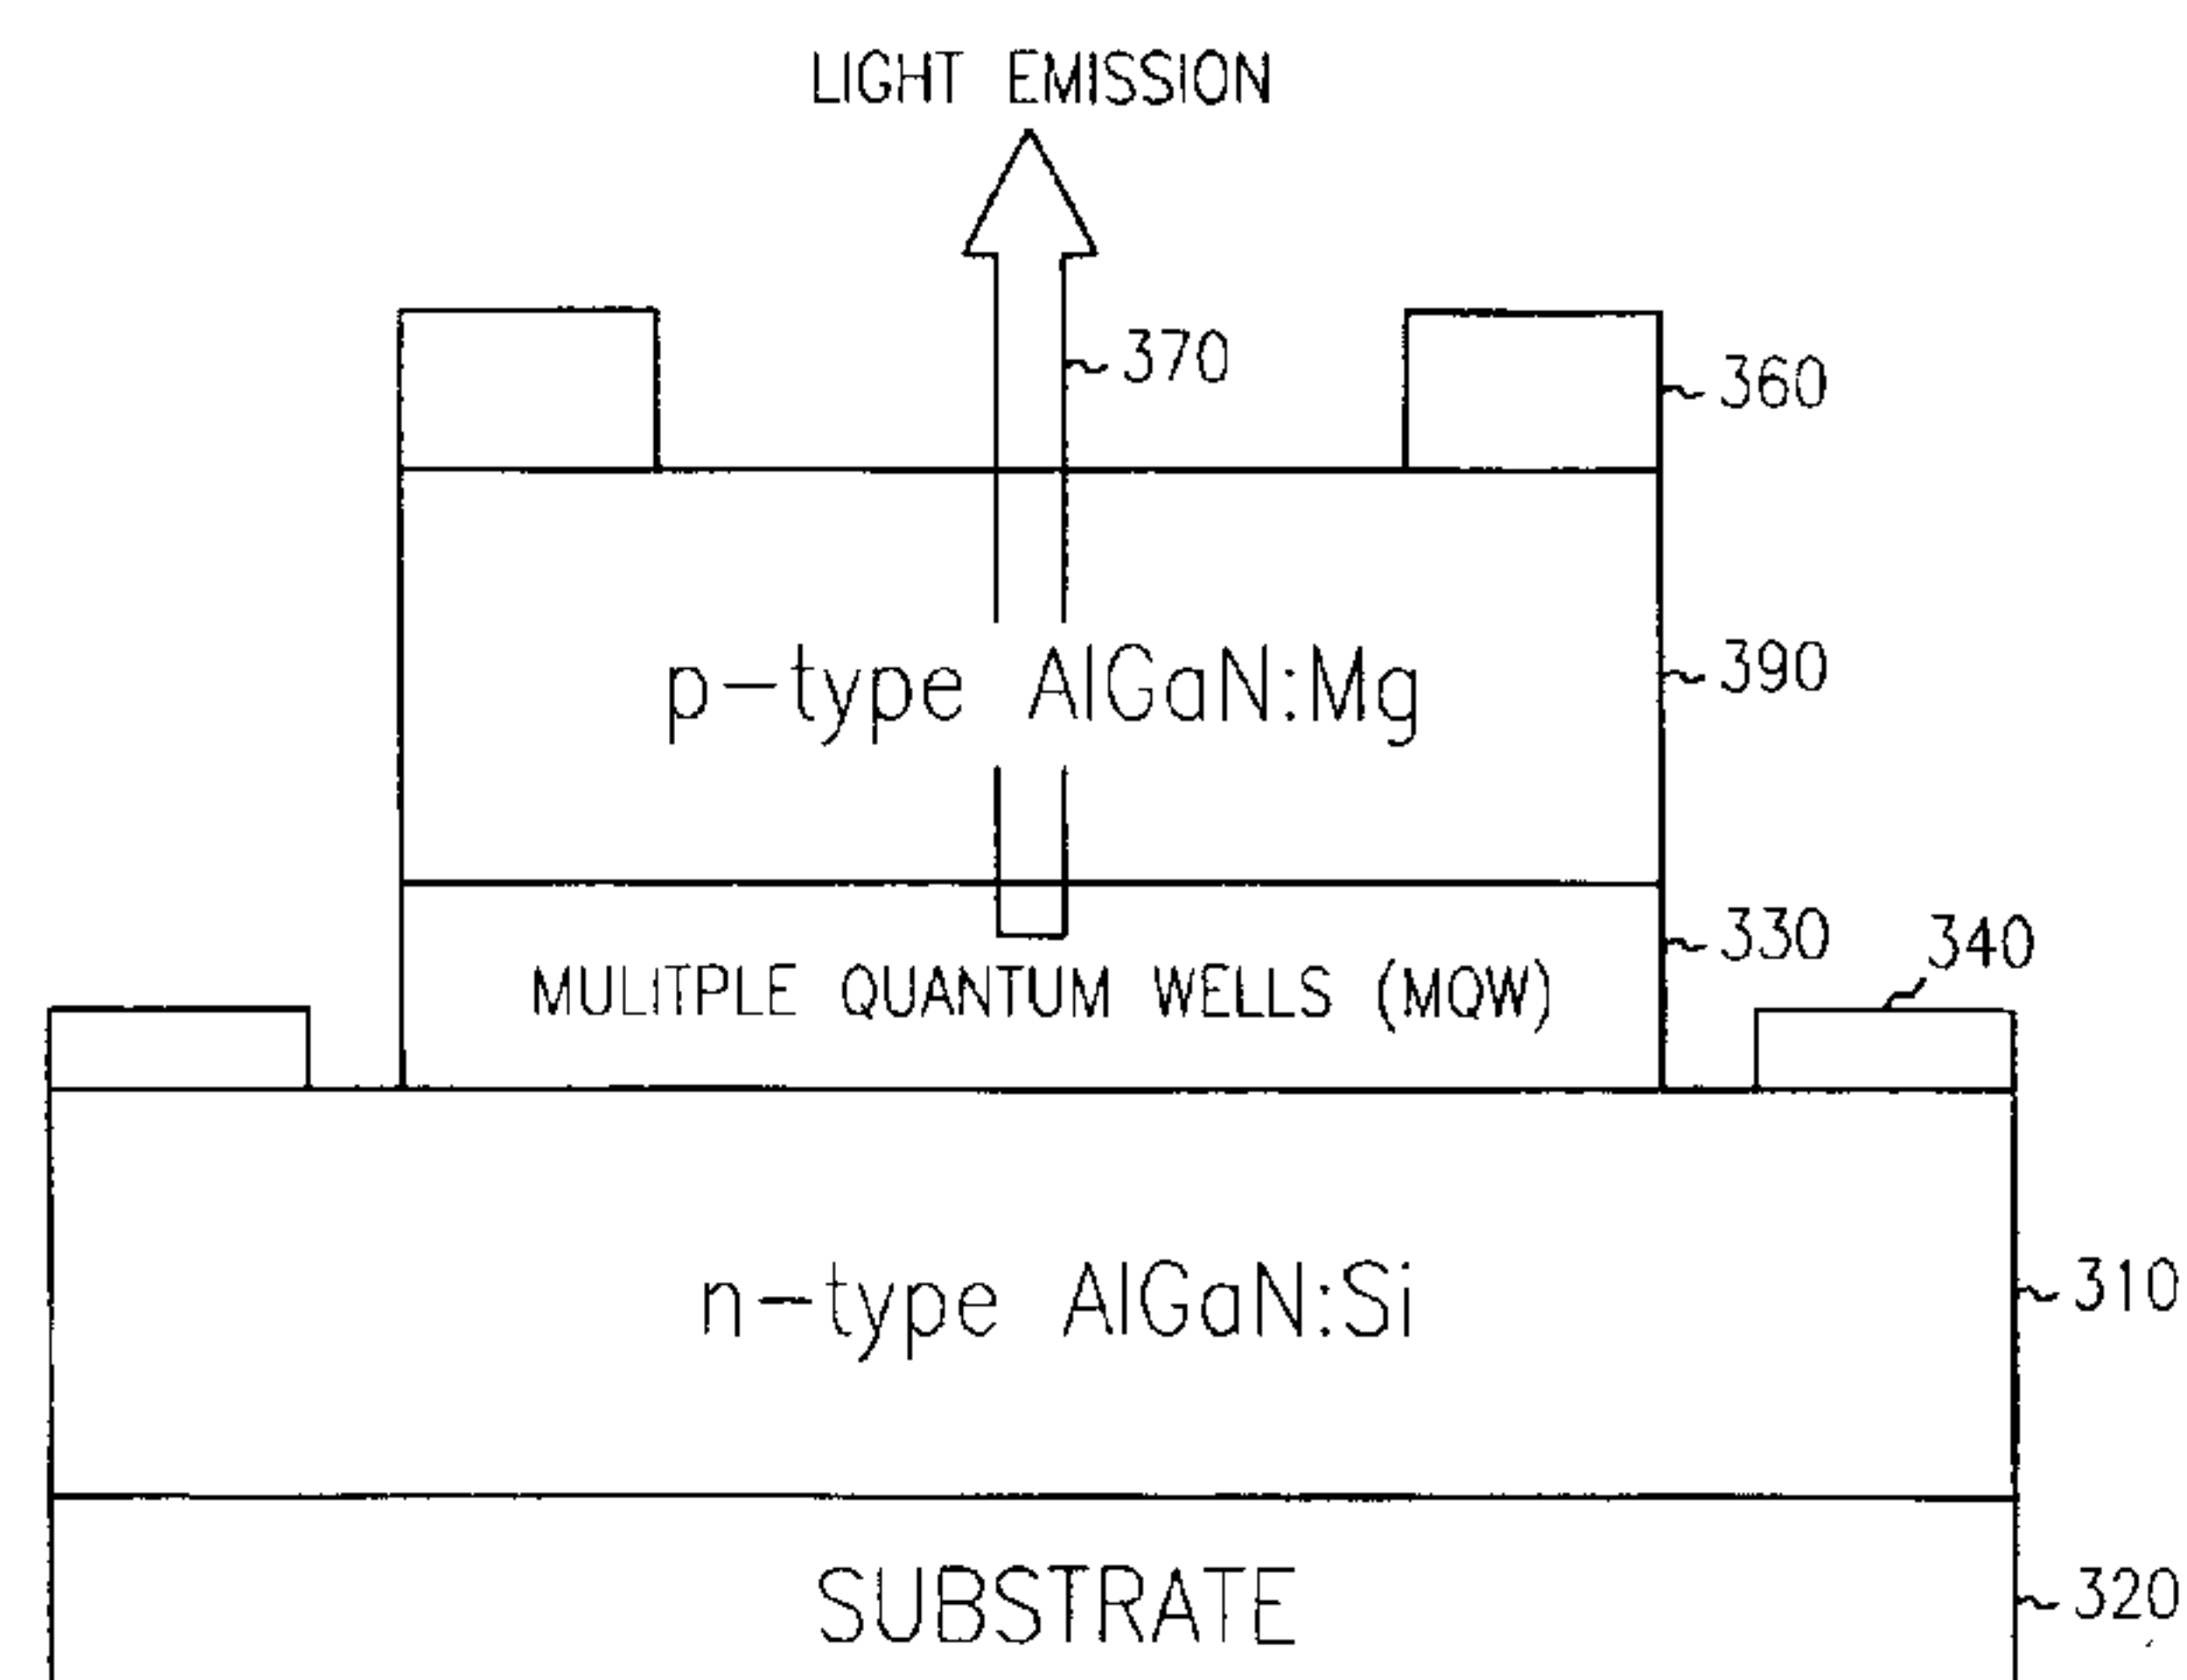 LIGHT EMISSION
370
360
p-type AlGaN:Mg
390
330
340
MULITPLE QUANTUM WELLS (MQW)
n-type AlGaN:Si
310
SUBSTRATE
320